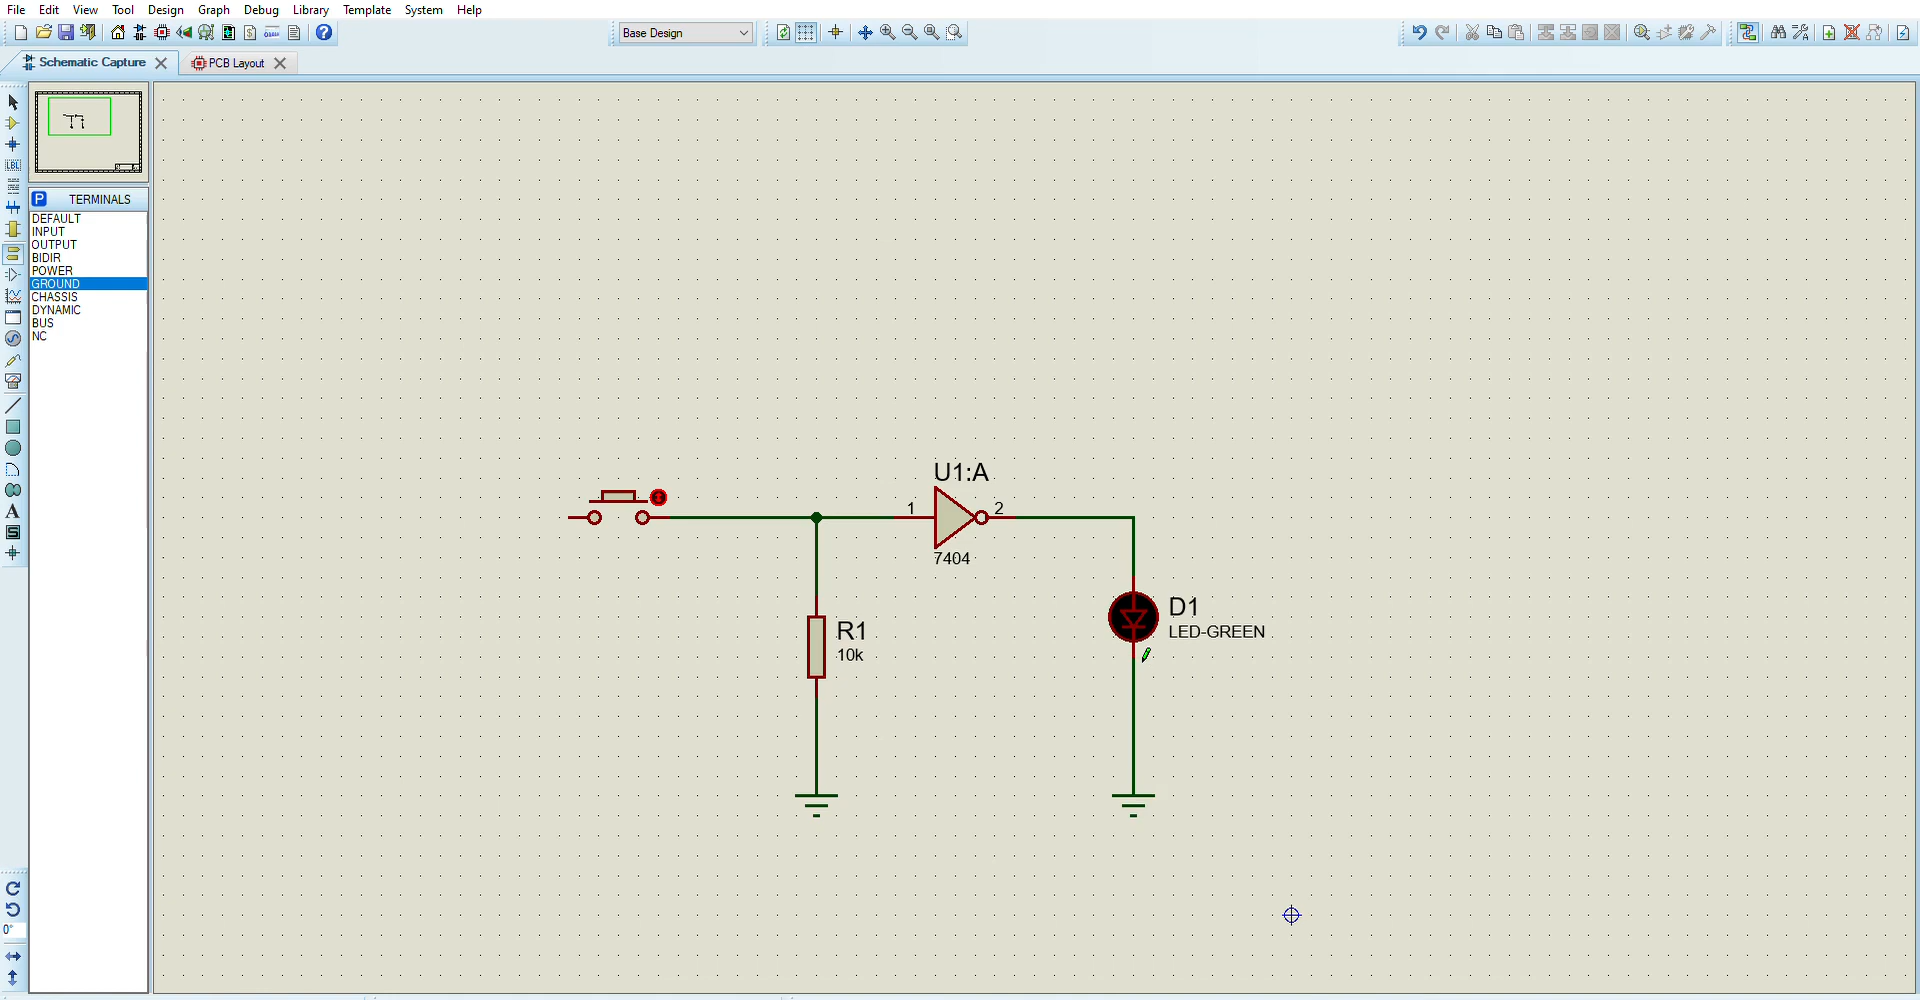 File Edit View Tool Design Graph Debug Library Template System Help
Base Design
Schematic Capture PCB Layout
P TERMINALS
DEFAULT
INPUT
OUTPUT
BIDIR
POWER
GROUND
CHASSIS
DYNAMIC
BUS
NC
LBL
A
S
0°
U1:A
1
2
7404
R1
10k
D1
LED-GREEN